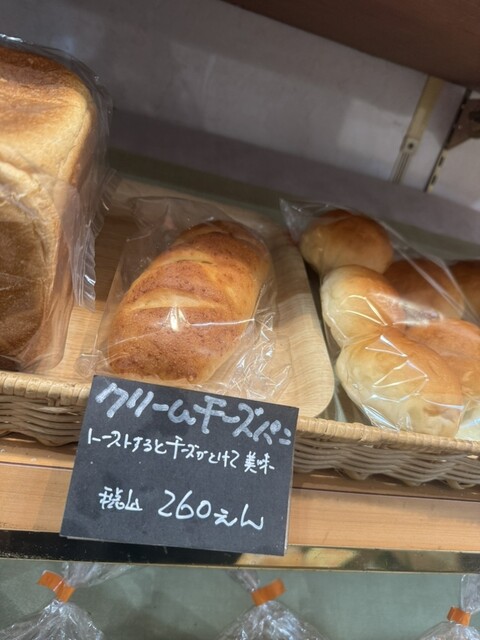 クリームチーズパン
トーストするとチーズがとけて美味
税込 260えん